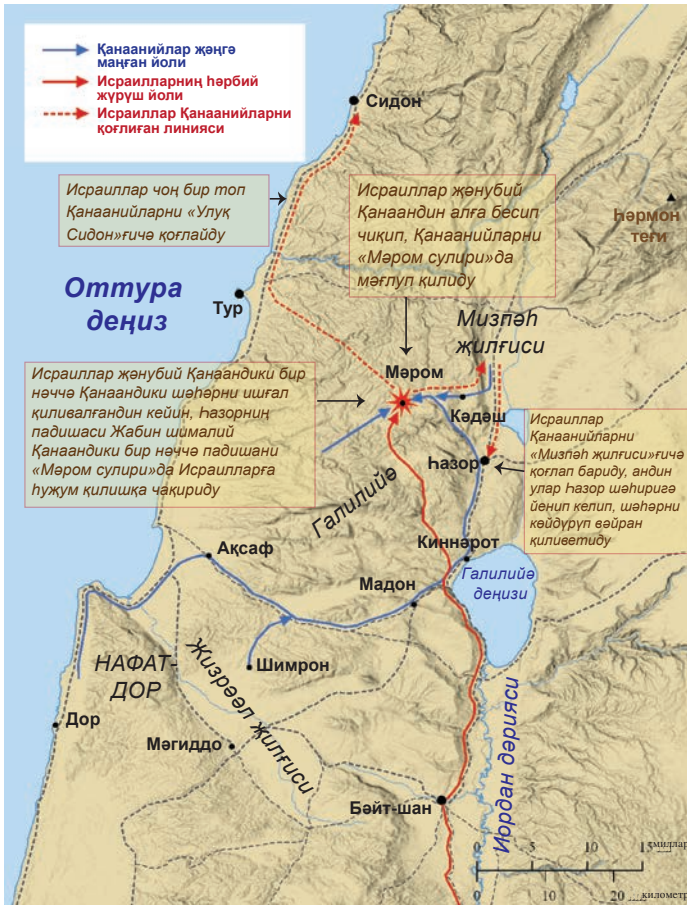 Қанаанийлар җәңгә
маңған йоли
Исраилларниң һәрбий
жүрүш йоли
Исраиллар Қанаанийларни
қоғлиған линияси
Сидон
Исраиллар чоң бир топ
Қанаанийларни «Улуқ
Сидон»ғичә қоғлайду
Исраиллар җәнубий
Қанаандин алға бесип
чиқип, Қанаанийларни
«Мәром сулири»да
мәғлуп қилиду
Һәрмон
теғи
Оттура
деңиз
Тур
Мизпәһ
җилғиси
Мәром
Исраиллар җәнубий Қанаандики бир
нәччә Қанаандики шәһәрни ишғал
қиливалғандин кейин, Һазорниң
падишаси Жабин шималий
Қанаандики бир нәччә падишани
«Мәром сулири»да Исраилларға
һуҗум қилишқа чақириду
Кәдәш
Исраиллар
Қанаанийларни
«Мизпәһ җилғиси»ғичә
қоғлап бариду, андин
улар Һазор шәһиригә
йенип келип, шәһәрни
көйдүрүп вәйран
қиливетиду
Һазор
Галилийә
Киннәрот
Ақсаф
Галилийә
деңизи
Мадон
НАФАТ-
ДОР
Шимрон
Җизрәәл җилғиси
Дор
Мәгиддо
Иордан дәрияси
Бәйт-шан
0 5 10 15 миллар
0 10 20 километр